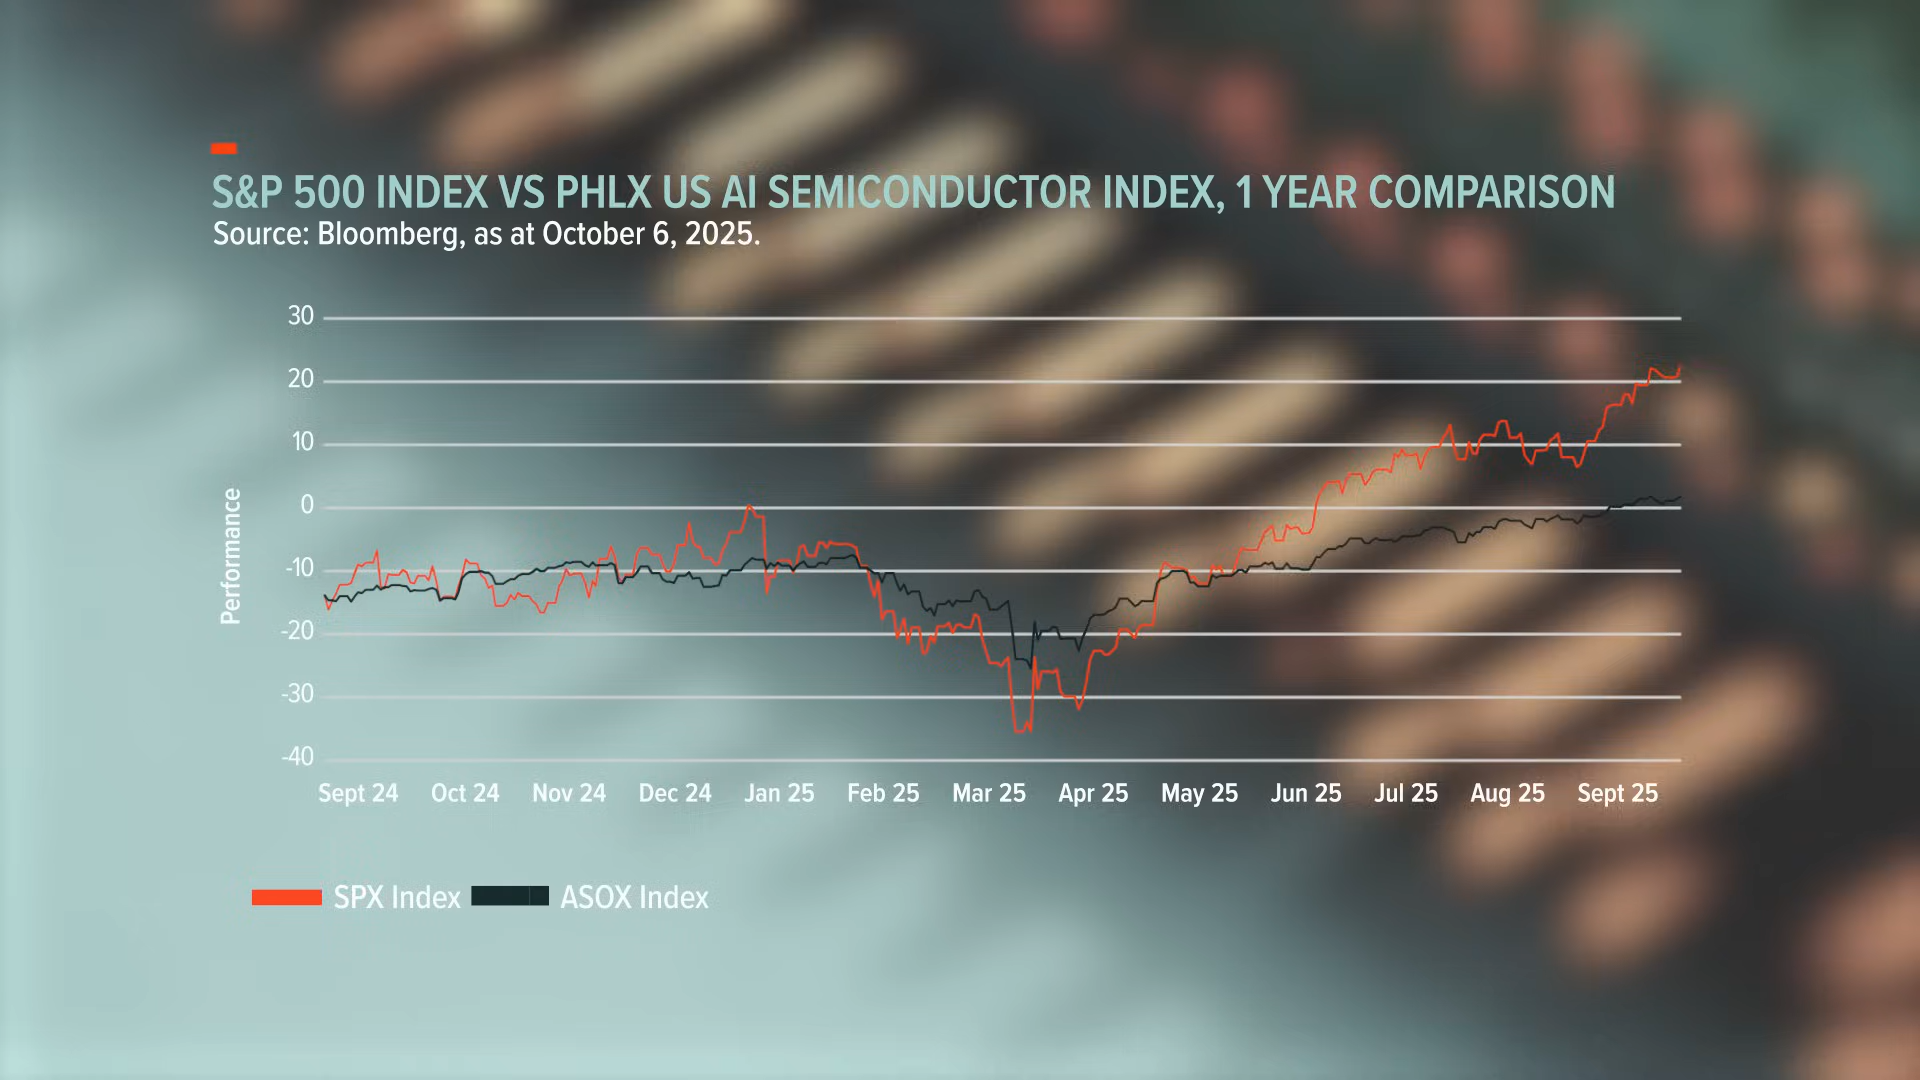 S&P 500 INDEX VS PHLX US AI SEMICONDUCTOR INDEX, 1 YEAR COMPARISON
Source: Bloomberg, as at October 6, 2025.
Performance
30
20
10
0
-10
-20
-30
-40
Sept 24 Oct 24 Nov 24 Dec 24 Jan 25 Feb 25 Mar 25 Apr 25 May 25 Jun 25 Jul 25 Aug 25 Sept 25
SPX Index ASOX Index